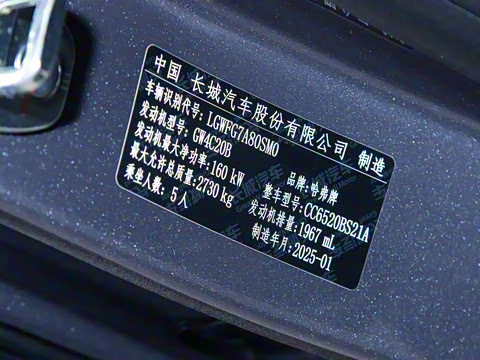 中国 长城汽车股份有限公司 制造
车辆识别代号:LGWFG7A80SM0
品牌:哈弗牌
发动机型号:GW4C20B
整车型号:CC6520BS21A
发动机最大净功率:160 kW
发动机排量:1967 mL
最大允许总质量:2730 kg
制造年月:2025-01
乘坐人数:5人